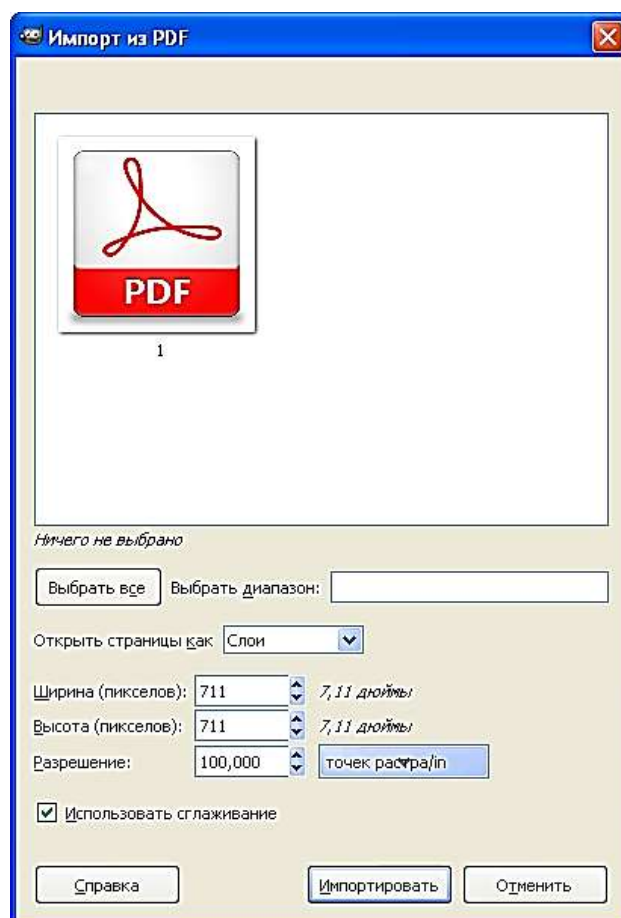 Импорт из PDF
PDF
1
Ничего не выбрано
Выбрать все Выбрать диапазон:
Открыть страницы как Слои
Ширина (пикселов): 711 7,11 дюймы
Высота (пикселов): 711 7,11 дюймы
Разрешение: 100,000 точек растра/in
Использовать сглаживание
Справка Импортировать Отменить